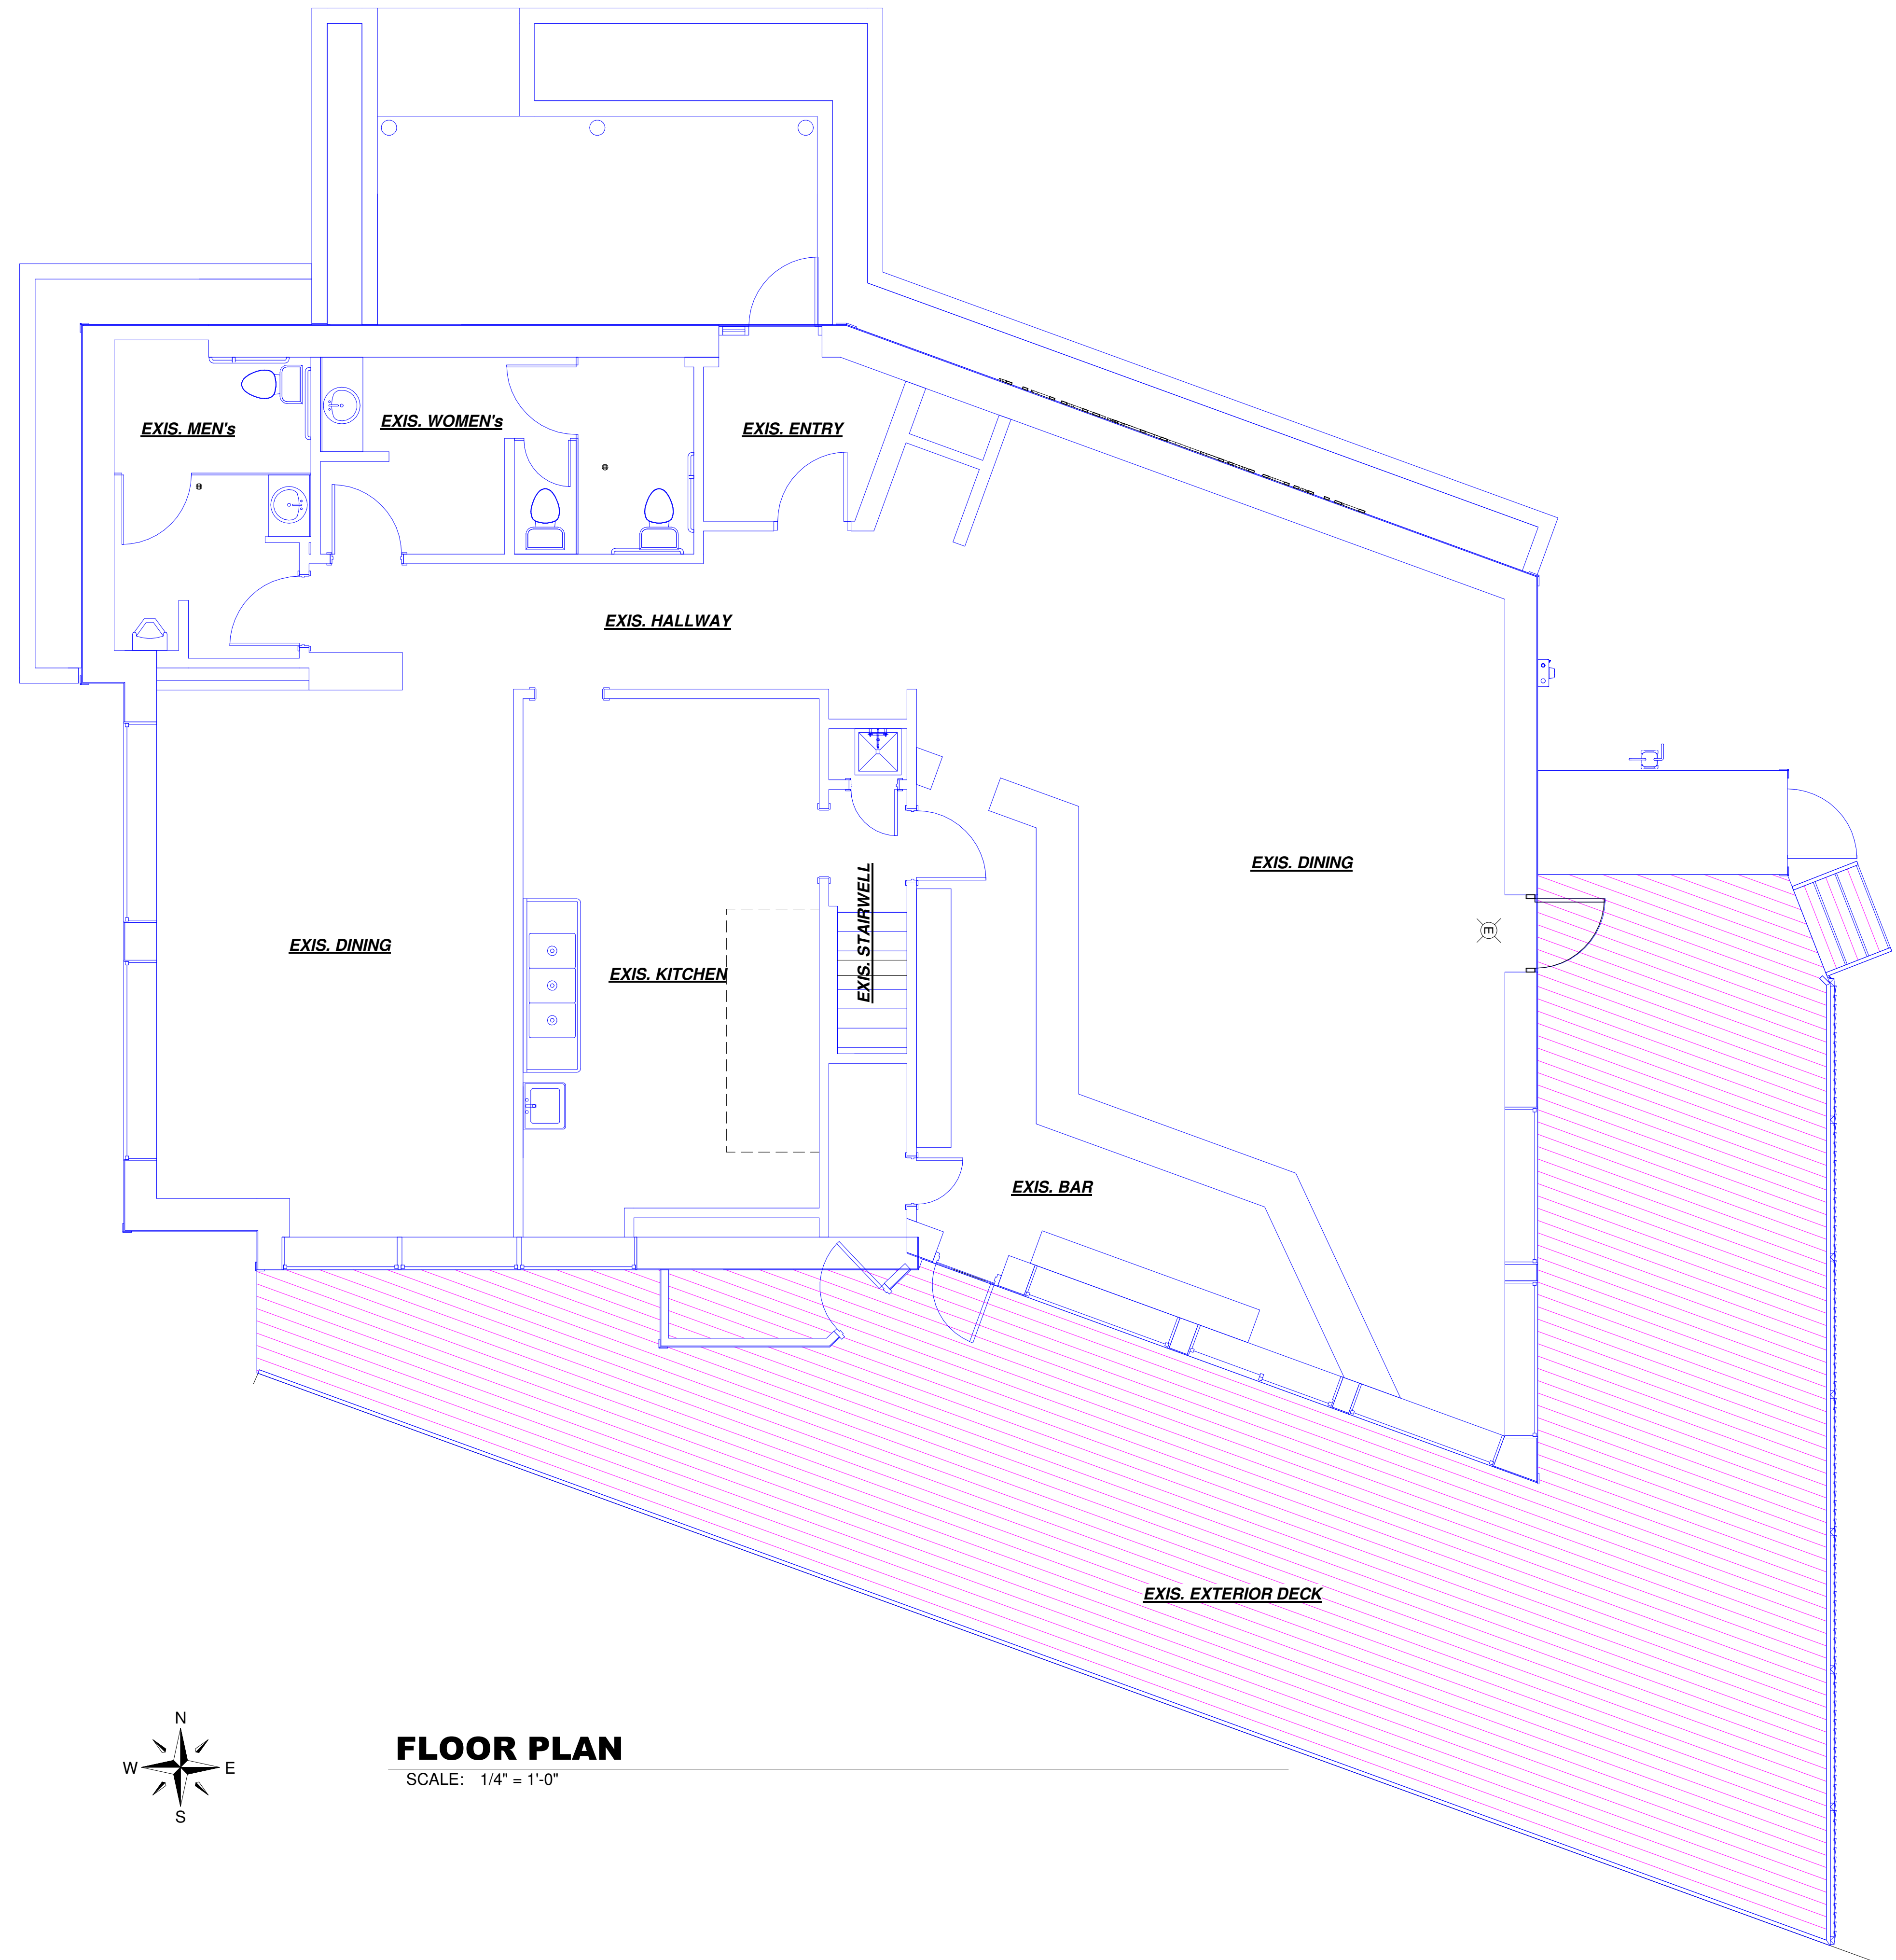 EXIS. MEN's
EXIS. WOMEN's
EXIS. ENTRY
EXIS. HALLWAY
EXIS. DINING
EXIS. STAIRWELL
E
EXIS. DINING
EXIS. KITCHEN
EXIS. BAR
EXIS. EXTERIOR DECK
N
W E
S
FLOOR PLAN
SCALE: 1/4" = 1'-0"